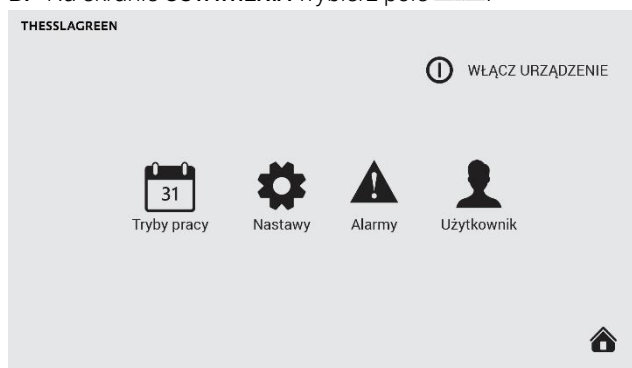 THESSLAGREEN
WŁĄCZ URZĄDZENIE
31
Tryby pracy Nastawy Alarmy Użytkownik